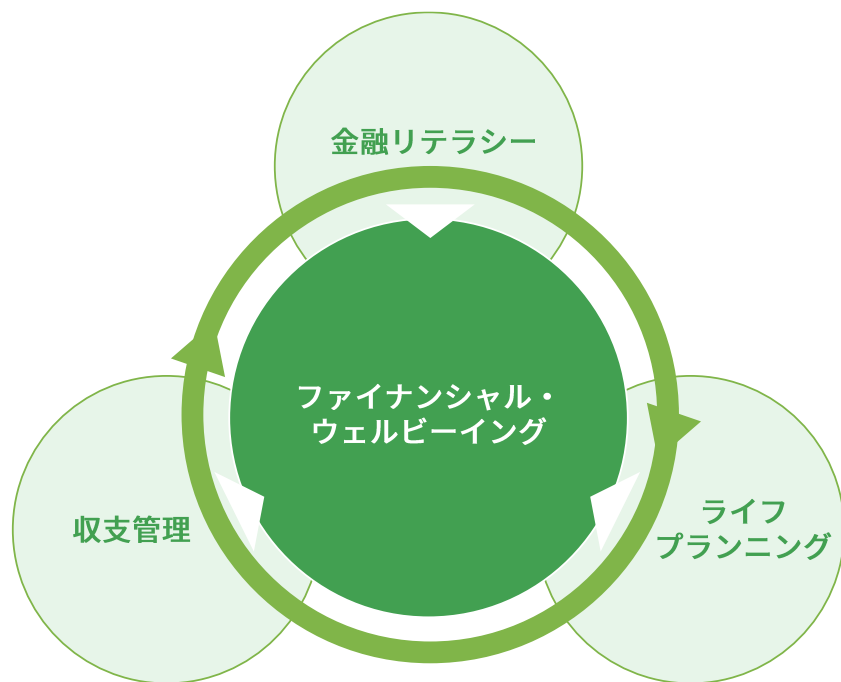 金融リテラシー
ファイナンシャル・
ウェルビーイング
収支管理
ライフ
プランニング